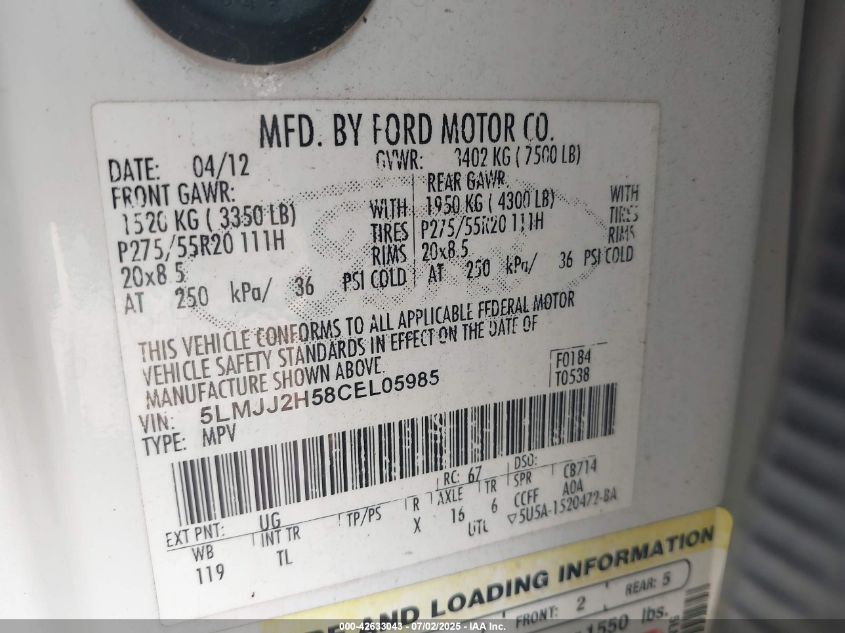 MFD. BY FORD MOTOR CO.
DATE: 04/12 GVWR: 3402 KG (7500 LB)
FRONT GAWR: REAR GAWR
1520 KG (3350 LB) WITH 1950 KG (4300 LB) WITH
P275/55R20 111H TIRES P275/55R20 111H TIRES
20x8.5 RIMS 20x8.5 RIMS
AT 250 kPa/ 36 PSI COLD AT 250 kPa/ 36 PSI COLD
THIS VEHICLE CONFORMS TO ALL APPLICABLE FEDERAL MOTOR
VEHICLE SAFETY STANDARDS IN EFFECT ON THE DATE OF
MANUFACTURE SHOWN ABOVE.
VIN: 5LMJJ2H58CEL05985
TYPE: MPV
F0184
T0538
RC: 67 DSO:
EXT PNT: UG R AXLE TR SPR CB714
WB INT TR TP/PS X 16 6 CCFF AOA
119 TL UTL ▽5U5A-1520472-BA
AND LOADING INFORMATION
FRONT: 2 REAR: 5
1550 lbs.
000-42633043 - 07/02/2025 - IAAI.com